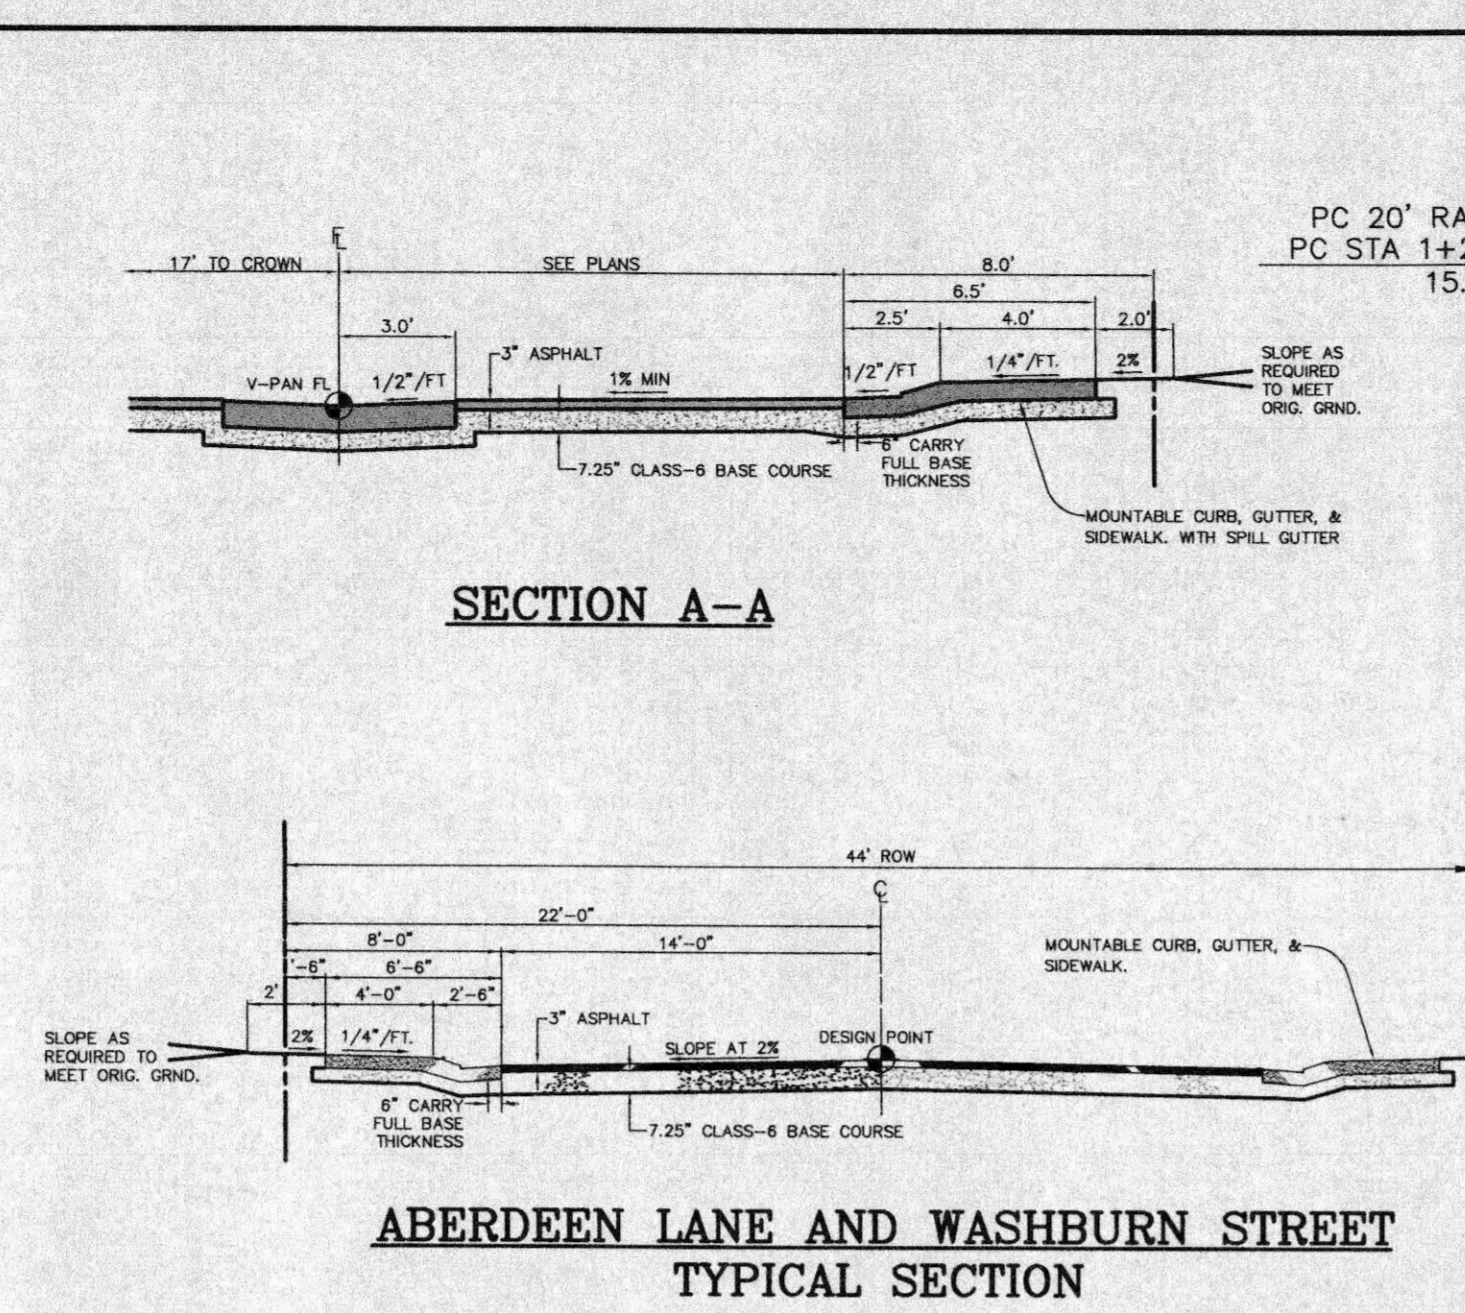 PC 20' RA
PC STA 1+2
15.
FL
17' TO CROWN
SEE PLANS
8.0'
6.5'
3.0'
2.5'
4.0'
2.0'
3" ASPHALT
V-PAN FL
1/2"/FT
1% MIN
1/2"/FT
1/4"/FT.
2%
SLOPE AS
REQUIRED
TO MEET
ORIG. GRND.
6" CARRY
FULL BASE
THICKNESS
7.25" CLASS-6 BASE COURSE
MOUNTABLE CURB, GUTTER, &
SIDEWALK. WITH SPILL GUTTER
SECTION A-A
44' ROW
CL
22'-0"
8'-0"
14'-0"
MOUNTABLE CURB, GUTTER, &
SIDEWALK.
'-6"
6'-6"
2'
4'-0"
2'-6"
3" ASPHALT
SLOPE AS
REQUIRED TO
MEET ORIG. GRND.
2%
1/4"/FT.
SLOPE AT 2%
DESIGN POINT
6" CARRY
FULL BASE
THICKNESS
7.25" CLASS-6 BASE COURSE
ABERDEEN LANE AND WASHBURN STREET
TYPICAL SECTION